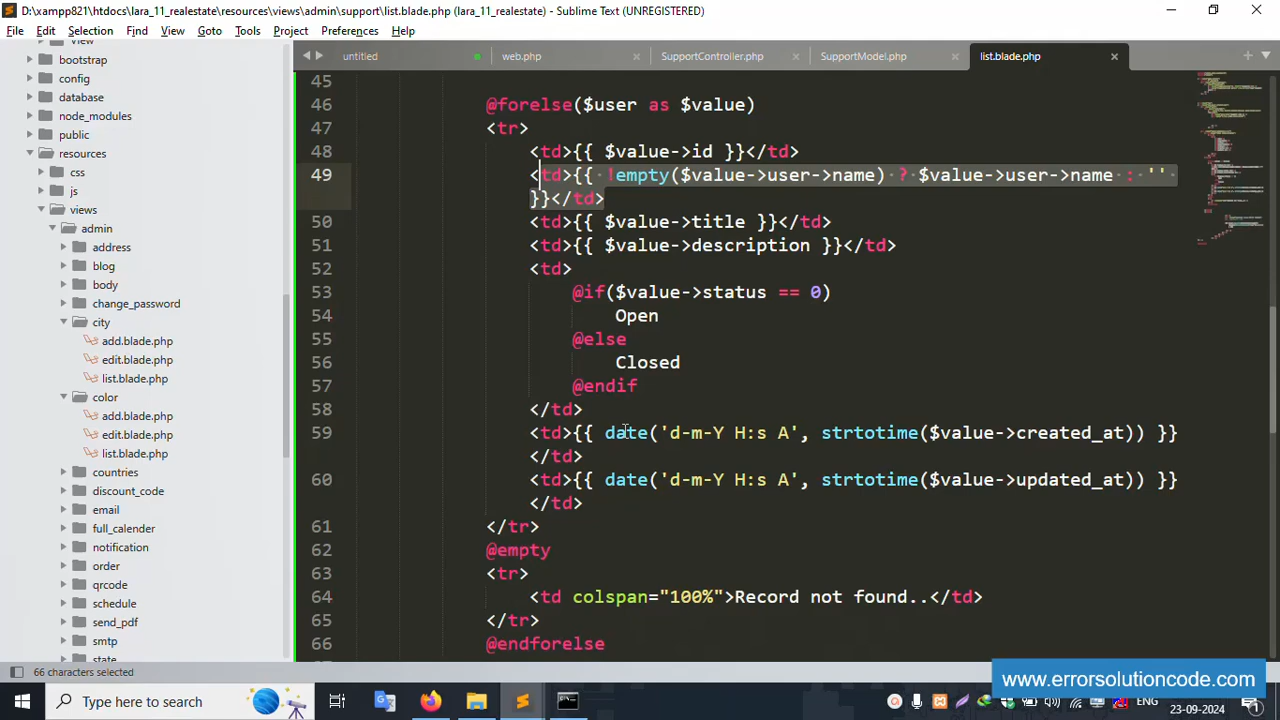 D:\xampp821\htdocs\lara_11_realestate\resources\views\admin\support\list.blade.php (lara_11_realestate) - Sublime Text (UNREGISTERED)
File Edit Selection Find View Goto Tools Project Preferences Help
untitled web.php SupportController.php SupportModel.php list.blade.php
view
bootstrap
config
database
node_modules
public
resources
css
js
views
admin
address
blog
body
change_password
city
add.blade.php
edit.blade.php
list.blade.php
color
add.blade.php
edit.blade.php
list.blade.php
countries
discount_code
email
full_calender
notification
order
qrcode
schedule
send_pdf
smtp
state
45
46 @forelse($user as $value)
47 <tr>
48 <td>{{ $value->id }}</td>
49 <td>{{ !empty($value->user->name) ? $value->user->name : ''
}}</td>
50 <td>{{ $value->title }}</td>
51 <td>{{ $value->description }}</td>
52 <td>
53 @if($value->status == 0)
54 Open
55 @else
56 Closed
57 @endif
58 </td>
59 <td>{{ date('d-m-Y H:s A', strtotime($value->created_at)) }}
</td>
60 <td>{{ date('d-m-Y H:s A', strtotime($value->updated_at)) }}
</td>
61 </tr>
62 @empty
63 <tr>
64 <td colspan="100%">Record not found..</td>
65 </tr>
66 @endforelse
66 characters selected
www.errorsolutioncode.com
Type here to search
23-09-2024